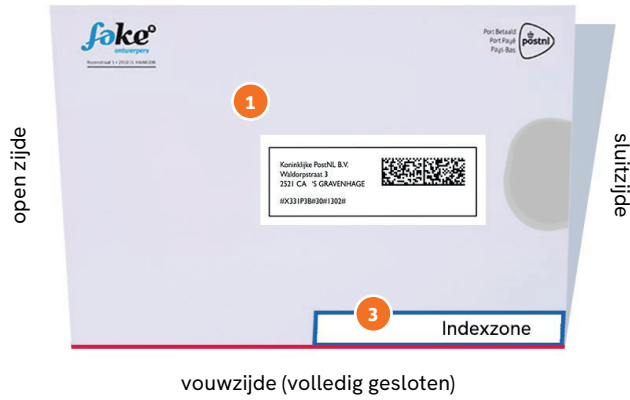 fake
ontwerpers
Port Betaald
Port Payé
Pays-Bas
postnl
1
open zijde
sluitzijde
Koninklijke PostNL B.V.
Waldorpstraat 3
2521 CA 'S GRAVENHAGE
#X331P3B#30#1302#
3
Indexzone
vouwzijde (volledig gesloten)